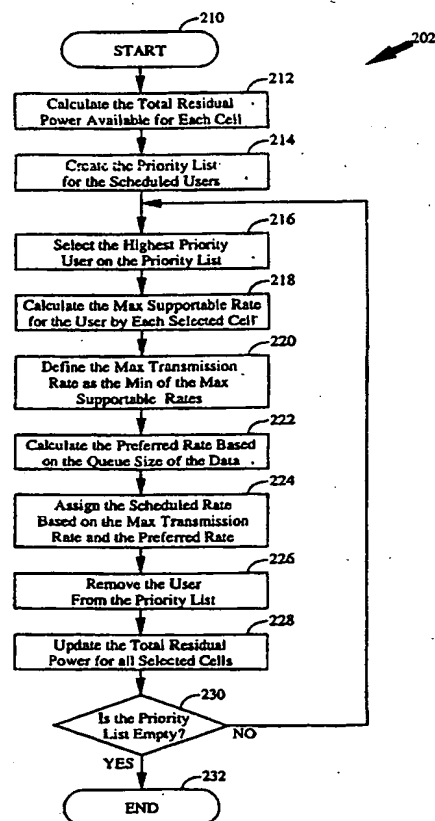 210
START
202
212
Calculate the Total Residual
Power Available for Each Cell
214
Create the Priority List
for the Scheduled Users
216
Select the Highest Priority
User on the Priority List
218
Calculate the Max Supportable Rate
for the User by Each Selected Cell
220
Define the Max Transmission
Rate as the Min of the Max
Supportable Rates
222
Calculate the Preferred Rate Based
on the Queue Size of the Data
224
Assign the Scheduled Rate
Based on the Max Transmission
Rate and the Preferred Rate
226
Remove the User
From the Priority List
228
Update the Total Residual
Power for all Selected Cells
230
Is the Priority
List Empty?
NO
YES
232
END